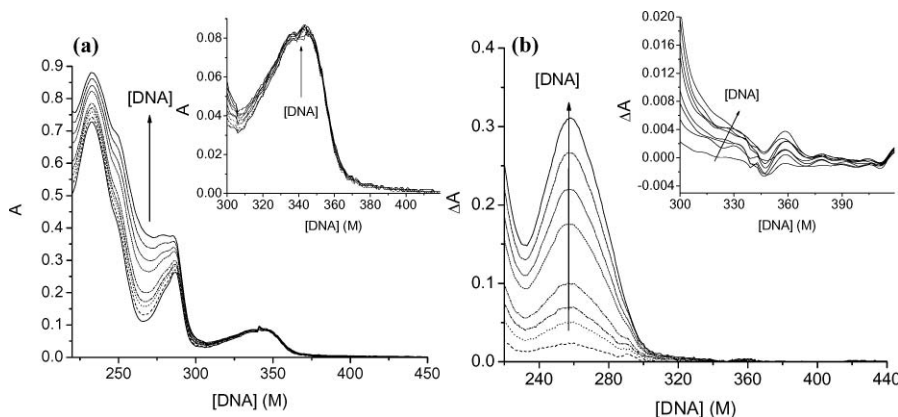 (a)
[DNA]
A
0.9
0.8
0.7
0.6
0.5
0.4
0.3
0.2
0.1
0.0
250 300 350 400 450
[DNA] (M)
A
0.08
0.06
0.04
0.02
0.00
[DNA]
300 320 340 360 380 400
[DNA] (M)
(b)
[DNA]
ΔA
0.4
0.3
0.2
0.1
0.0
240 280 320 360 400 440
[DNA] (M)
ΔA
0.020
0.016
0.012
0.008
0.004
0.000
-0.004
[DNA]
300 330 360 390
[DNA] (M)